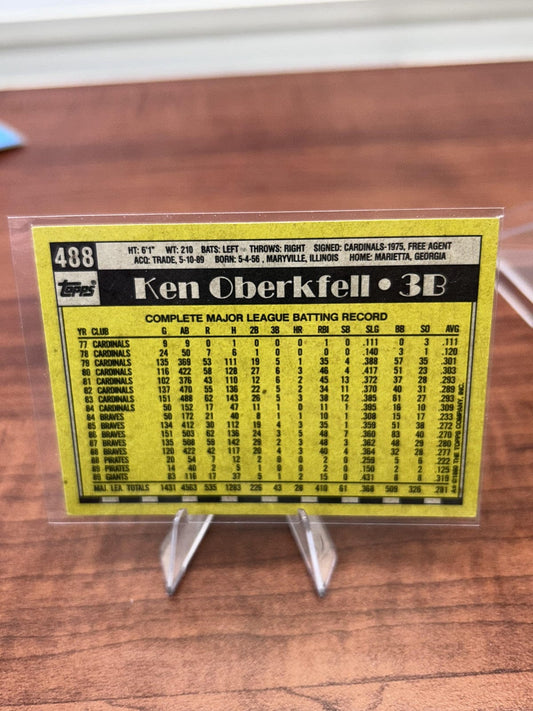 488
HT: 6'1" WT: 210 BATS: LEFT THROWS: RIGHT SIGNED: CARDINALS-1975, FREE AGENT
ACQ: TRADE, 5-10-89 BORN: 5-4-56, MARYVILLE, ILLINOIS HOME: MARIETTA, GEORGIA
TOPPS
Ken Oberkfell • 3B
COMPLETE MAJOR LEAGUE BATTING RECORD
YR CLUB G AB R H 2B 3B HR RBI SB SLG BB SO AVG
77 CARDINALS 9 9 0 1 0 0 0 1 0 .111 0 3 .111
78 CARDINALS 24 50 7 6 1 0 0 0 0 .140 3 1 .120
79 CARDINALS 135 369 53 111 19 5 1 35 4 .388 57 35 .301
80 CARDINALS 116 422 58 128 27 6 3 46 4 .417 51 23 .303
81 CARDINALS 102 376 43 110 12 6 2 45 13 .372 37 28 .293
82 CARDINALS 137 470 55 136 22 5 2 34 11 .370 40 31 .289
83 CARDINALS 151 488 62 143 26 5 3 38 12 .385 61 27 .293
84 CARDINALS 50 152 17 47 11 1 0 11 1 .395 16 10 .309
84 BRAVES 50 172 21 40 8 1 1 10 1 .308 15 17 .233
85 BRAVES 134 412 30 112 19 4 3 35 1 .359 51 38 .272
86 BRAVES 151 503 62 136 24 3 5 48 7 .360 83 40 .270
87 BRAVES 135 508 59 142 29 2 3 48 3 .362 48 29 .280
88 BRAVES 120 422 42 117 20 4 3 40 4 .364 32 28 .277
88 PIRATES 20 54 7 12 2 0 0 2 0 .259 5 6 .222
89 PIRATES 14 40 2 5 1 0 0 2 0 .150 2 2 .125
89 GIANTS 83 116 17 37 5 1 2 15 0 .431 8 8 .319
MAJ. LEA. TOTALS 1431 4563 535 1283 226 43 28 410 61 .368 509 326 .281